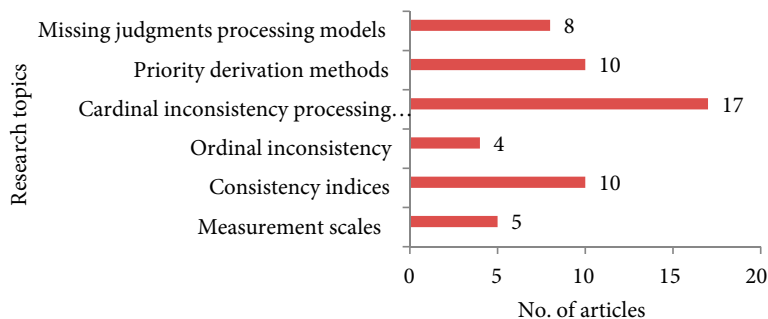 Research topics
Missing judgments processing models
8
Priority derivation methods
10
Cardinal inconsistency processing…
17
Ordinal inconsistency
4
Consistency indices
10
Measurement scales
5
0
5
10
15
20
No. of articles